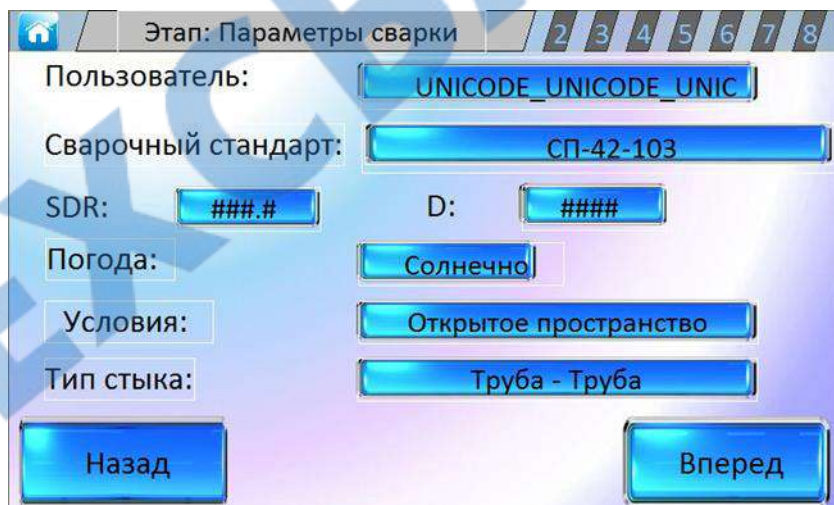 Этап: Параметры сварки 2 3 4 5 6 7 8
Пользователь: UNICODE_UNICODE_UNIC
Сварочный стандарт: СП-42-103
SDR: ###.# D: ####
Погода: Солнечно
Условия: Открытое пространство
Тип стыка: Труба - Труба
Назад Вперед